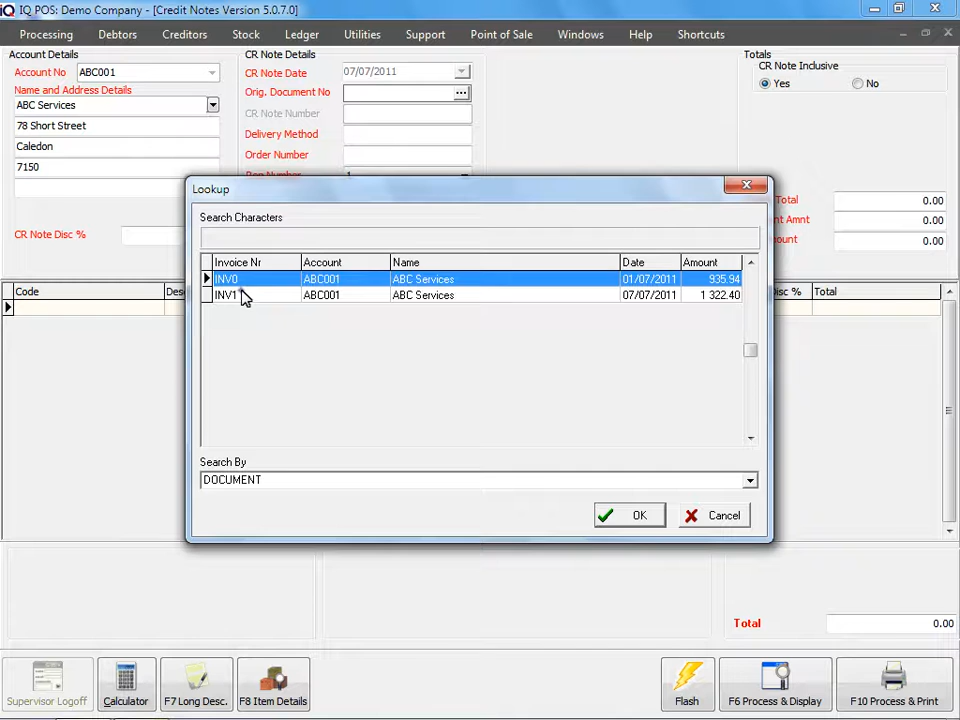 IQ POS: Demo Company - [Credit Notes Version 5.0.7.0]
Processing Debtors Creditors Stock Ledger Utilities Support Point of Sale Windows Help Shortcuts
Account Details
Account No ABC001
Name and Address Details
ABC Services
78 Short Street
Caledon
7150
CR Note Disc %
CR Note Details
CR Note Date 07/07/2011
Orig. Document No ...
CR Note Number
Delivery Method
Order Number
Totals
CR Note Inclusive
Yes No
Total 0.00
Amnt 0.00
0.00
Lookup
Search Characters
Invoice Nr Account Name Date Amount
INV0 ABC001 ABC Services 01/07/2011 935.94
INV1 ABC001 ABC Services 07/07/2011 1 322.40
Search By
DOCUMENT
OK Cancel
Code Disc % Total
Total 0.00
Supervisor Logoff Calculator F7 Long Desc. F8 Item Details Flash F6 Process & Display F10 Process & Print